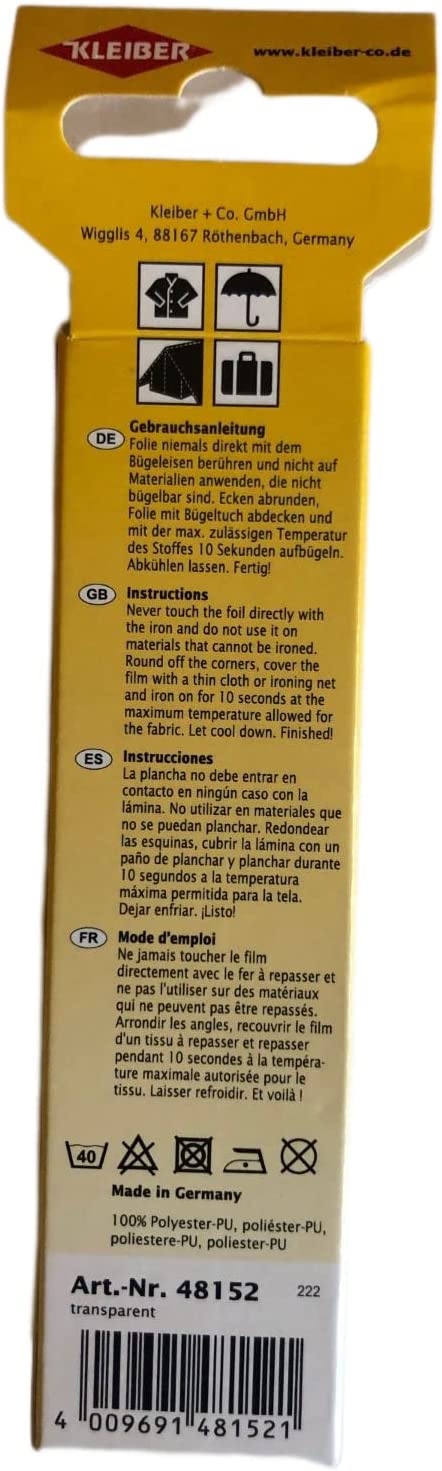 KLEIBER
www.kleiber-co.de
Kleiber + Co. GmbH
Wigglis 4, 88167 Röthenbach, Germany
DE
Gebrauchsanleitung
Folie niemals direkt mit dem
Bügeleisen berühren und nicht auf
Materialien anwenden, die nicht
bügelbar sind. Ecken abrunden,
Folie mit Bügeltuch abdecken und
mit der max. zulässigen Temperatur
des Stoffes 10 Sekunden aufbügeln.
Abkühlen lassen. Fertig!
GB
Instructions
Never touch the foil directly with
the iron and do not use it on
materials that cannot be ironed.
Round off the corners, cover the
film with a thin cloth or ironing net
and iron on for 10 seconds at the
maximum temperature allowed for
the fabric. Let cool down. Finished!
ES
Instrucciones
La plancha no debe entrar en
contacto en ningún caso con la
lámina. No utilizar en materiales que
no se puedan planchar. Redondear
las esquinas, cubrir la lámina con un
paño de planchar y planchar durante
10 segundos a la temperatura
máxima permitida para la tela.
Dejar enfriar. ¡Listo!
FR
Mode d'emploi
Ne jamais toucher le film
directement avec le fer à repasser et
ne pas l'utiliser sur des matériaux
qui ne peuvent pas être repassés.
Arrondir les angles, recouvrir le film
d'un tissu à repasser et repasser
pendant 10 secondes à la tempéra-
ture maximale autorisée pour le
tissu. Laisser refroidir. Et voilà !
40
Made in Germany
100% Polyester-PU, poliéster-PU,
poliestere-PU, poliester-PU
Art.-Nr. 48152 222
transparent
4 009691 481521